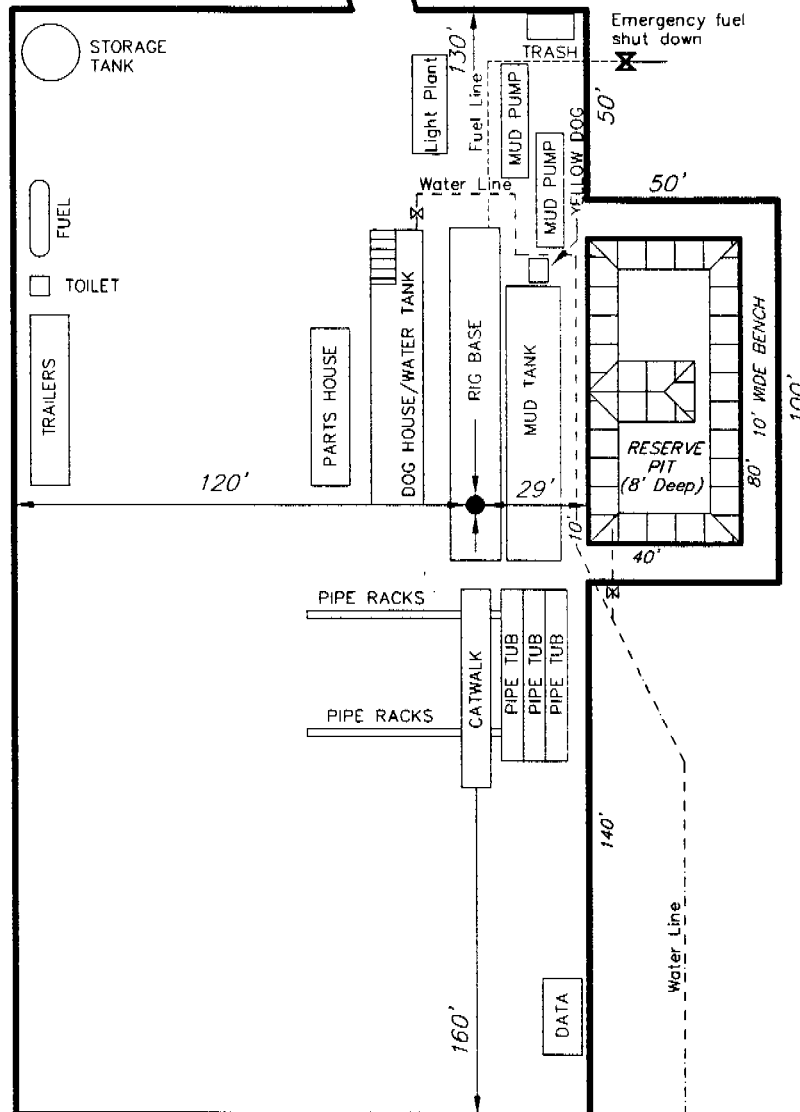 STORAGE
TANK
130'
TRASH
Emergency fuel
shut down
Light Plant
Fuel Line
MUD PUMP
MUD PUMP
YELLOW DOG
50'
50'
Water Line
FUEL
TOILET
TRAILERS
PARTS HOUSE
DOG HOUSE/WATER TANK
RIG BASE
MUD TANK
RESERVE
PIT
(8' Deep)
80'
10' WIDE BENCH
100'
120'
29'
10'
40'
PIPE RACKS
PIPE RACKS
CATWALK
PIPE TUB
PIPE TUB
PIPE TUB
140'
Water Line
160'
DATA